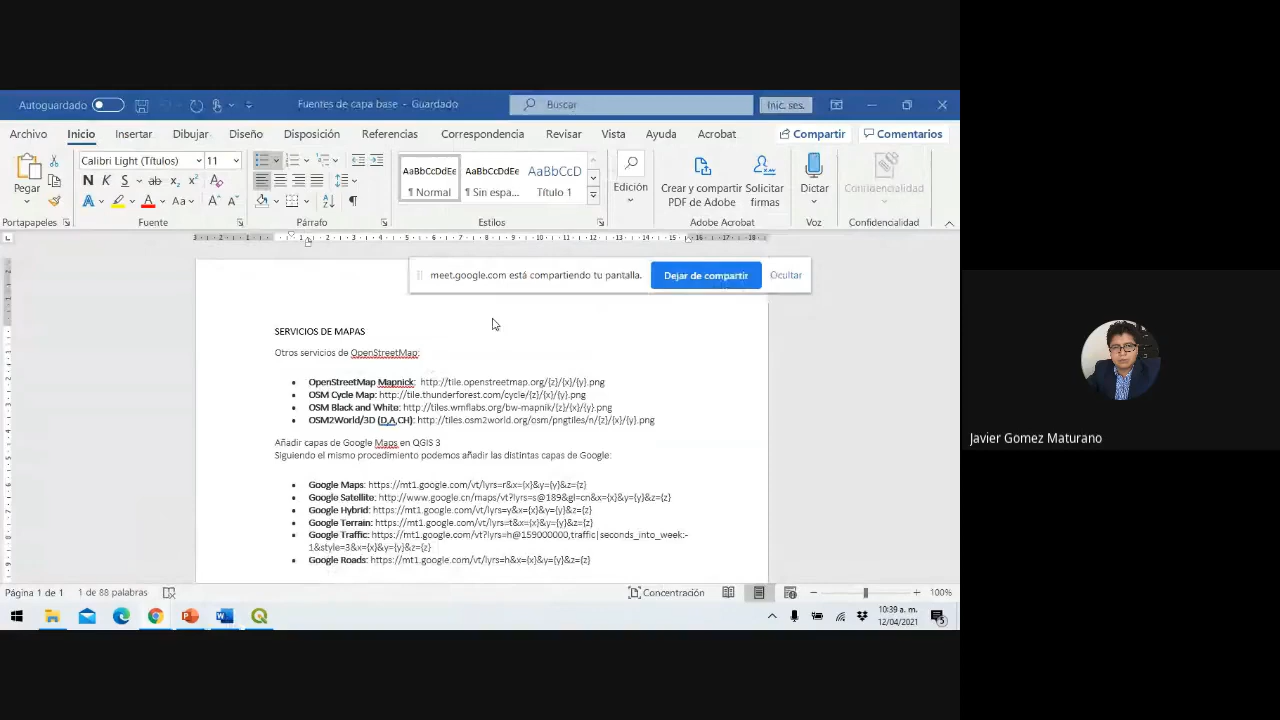 Autoguardado
Fuentes de capa base - Guardado
Buscar
Inic. ses.
Archivo Inicio Insertar Dibujar Diseño Disposición Referencias Correspondencia Revisar Vista Ayuda Acrobat Compartir Comentarios
Calibri Light (Títulos) 11
AaBbCcDdEe AaBbCcDdEe AaBbCcD
¶ Normal ¶ Sin espa... Título 1
Pegar
N K S ab x₂ x²
A A Aa A A
Edición
Crear y compartir PDF de Adobe
Solicitar firmas
Dictar
Confidencialidad
Portapapeles Fuente Párrafo Estilos Adobe Acrobat Voz Confidencialidad
meet.google.com está compartiendo tu pantalla. Dejar de compartir Ocultar
SERVICIOS DE MAPAS
Otros servicios de OpenStreetMap:
• OpenStreetMap Mapnick: http://tile.openstreetmap.org/{z}/{x}/{y}.png
• OSM Cycle Map: http://tile.thunderforest.com/cycle/{z}/{x}/{y}.png
• OSM Black and White: http://tiles.wmflabs.org/bw-mapnik/{z}/{x}/{y}.png
• OSM2World/3D (D,A,CH): http://tiles.osm2world.org/osm/pngtiles/n/{z}/{x}/{y}.png
Añadir capas de Google Maps en QGIS 3
Siguiendo el mismo procedimiento podemos añadir las distintas capas de Google:
• Google Maps: https://mt1.google.com/vt/lyrs=r&x={x}&y={y}&z={z}
• Google Satellite: http://www.google.cn/maps/vt?lyrs=s@189&gl=cn&x={x}&y={y}&z={z}
• Google Hybrid: https://mt1.google.com/vt/lyrs=y&x={x}&y={y}&z={z}
• Google Terrain: https://mt1.google.com/vt/lyrs=t&x={x}&y={y}&z={z}
• Google Traffic: https://mt1.google.com/vt?lyrs=h@159000000,traffic|seconds_into_week:-
1&style=3&x={x}&y={y}&z={z}
• Google Roads: https://mt1.google.com/vt/lyrs=h&x={x}&y={y}&z={z}
Página 1 de 1 1 de 88 palabras Concentración 100%
10:39 a. m.
12/04/2021
Javier Gomez Maturano